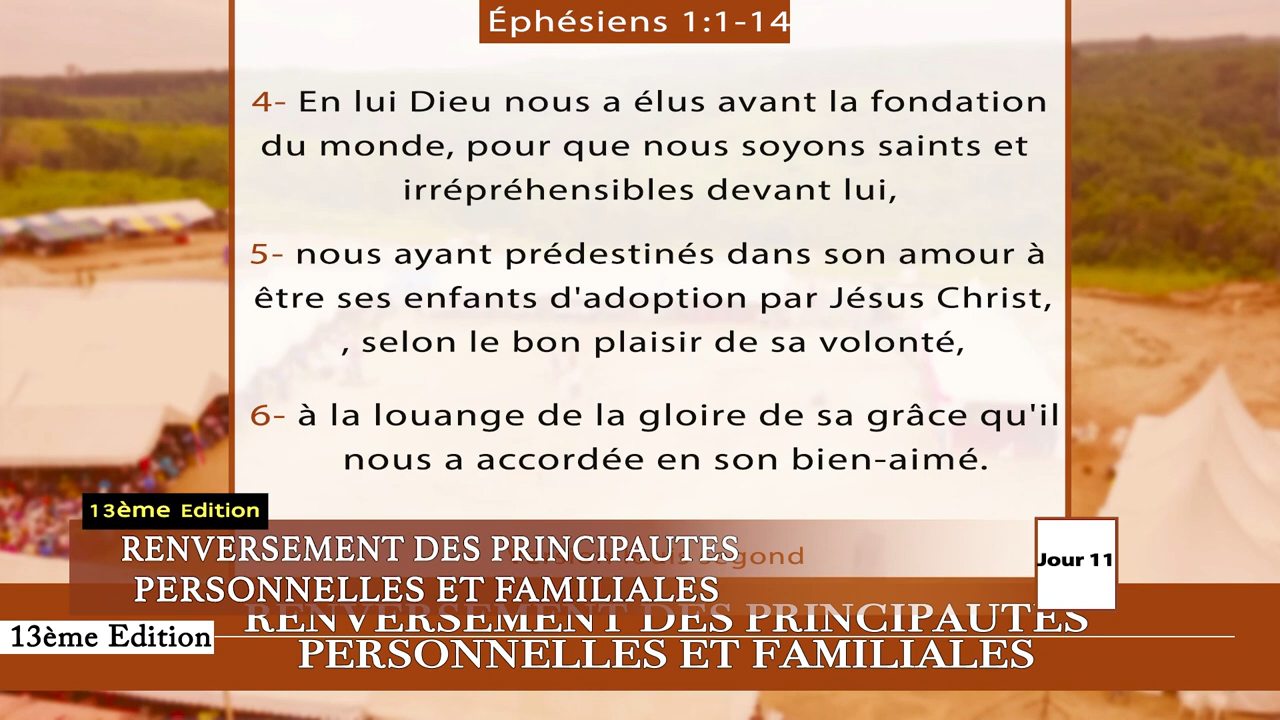 Éphésiens 1:1-14
4- En lui Dieu nous a élus avant la fondation
du monde, pour que nous soyons saints et
irrépréhensibles devant lui,
5- nous ayant prédestinés dans son amour à
être ses enfants d'adoption par Jésus Christ,
, selon le bon plaisir de sa volonté,
6- à la louange de la gloire de sa grâce qu'il
nous a accordée en son bien-aimé.
13ème Edition
RENVERSEMENT DES PRINCIPAUTES
PERSONNELLES ET FAMILIALES
Jour 11
RENVERSEMENT DES PRINCIPAUTES
13ème Edition
PERSONNELLES ET FAMILIALES